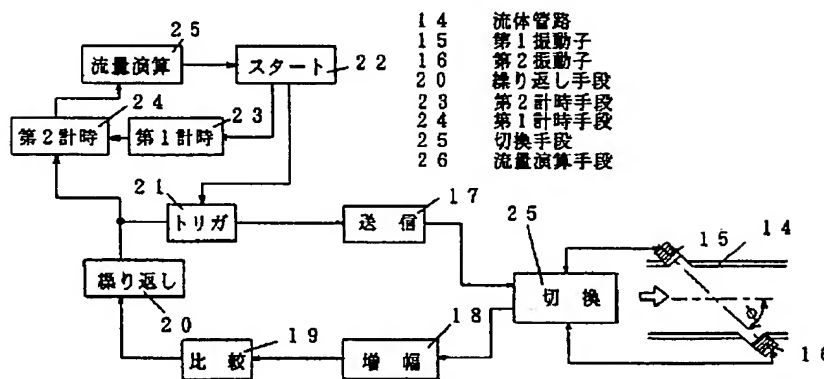 25
流量演算
スタート
22
24
23
第2計時
第1計時
21
17
トリガ
送 信
繰り返し
20
19
18
比 較
増 幅
25
切 換
15
14
φ
16
14 流体管路
15 第1振動子
16 第2振動子
20 繰り返し手段
23 第2計時手段
24 第1計時手段
25 切換手段
26 流量演算手段